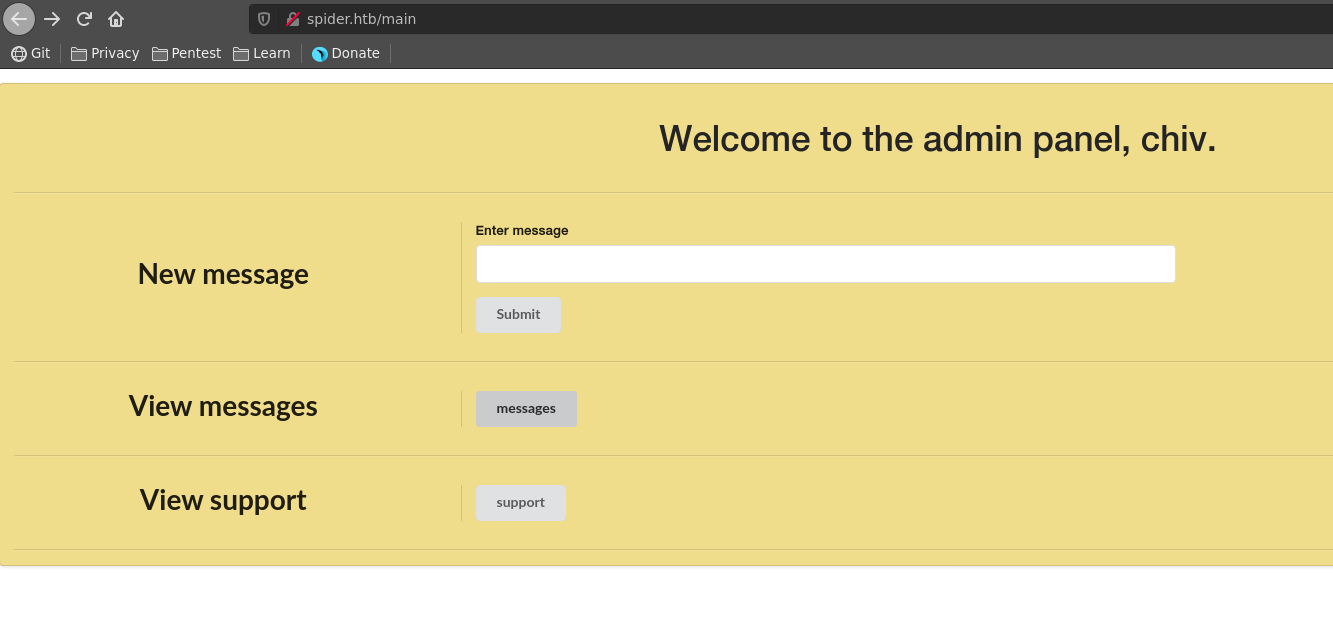 spider.htb/main
Git Privacy Pentest Learn Donate
Welcome to the admin panel, chiv.
Enter message
New message
Submit
View messages
messages
View support
support